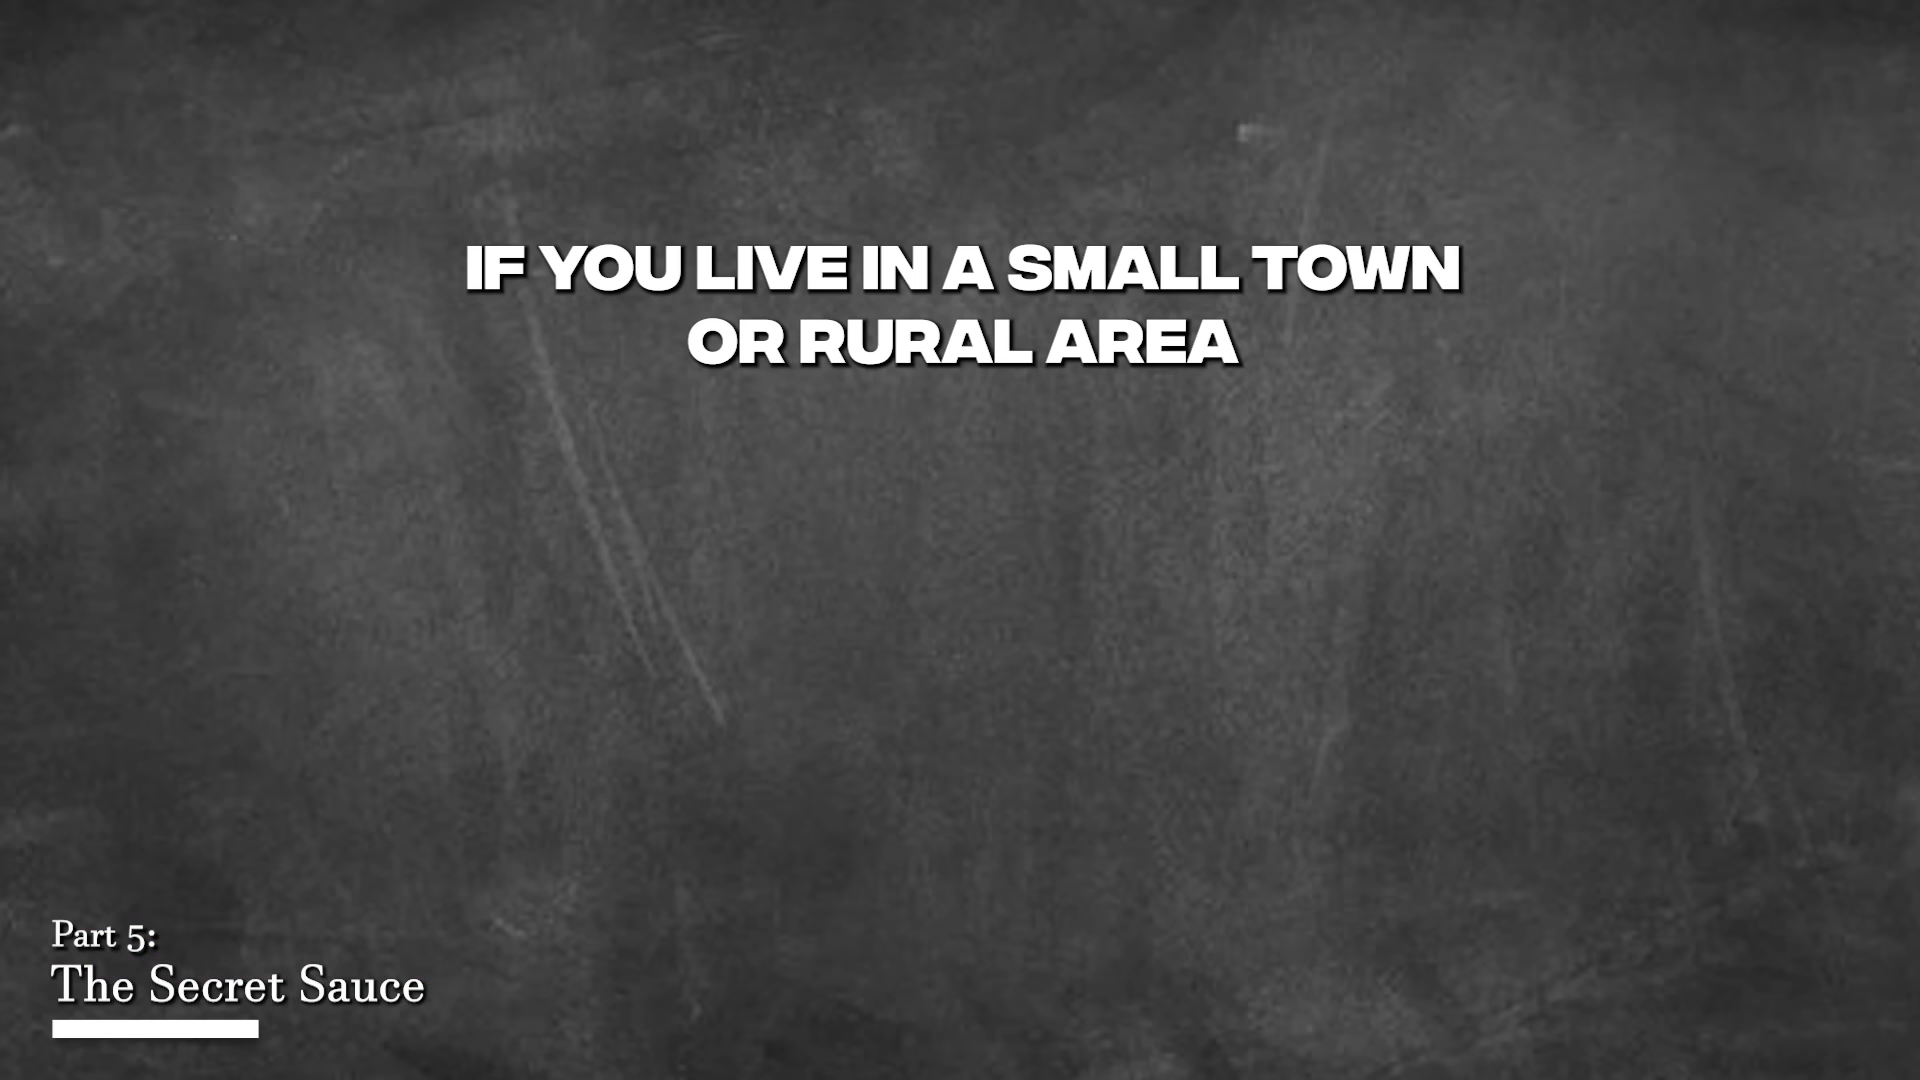 IF YOU LIVE IN A SMALL TOWN
OR RURAL AREA
Part 5:
The Secret Sauce